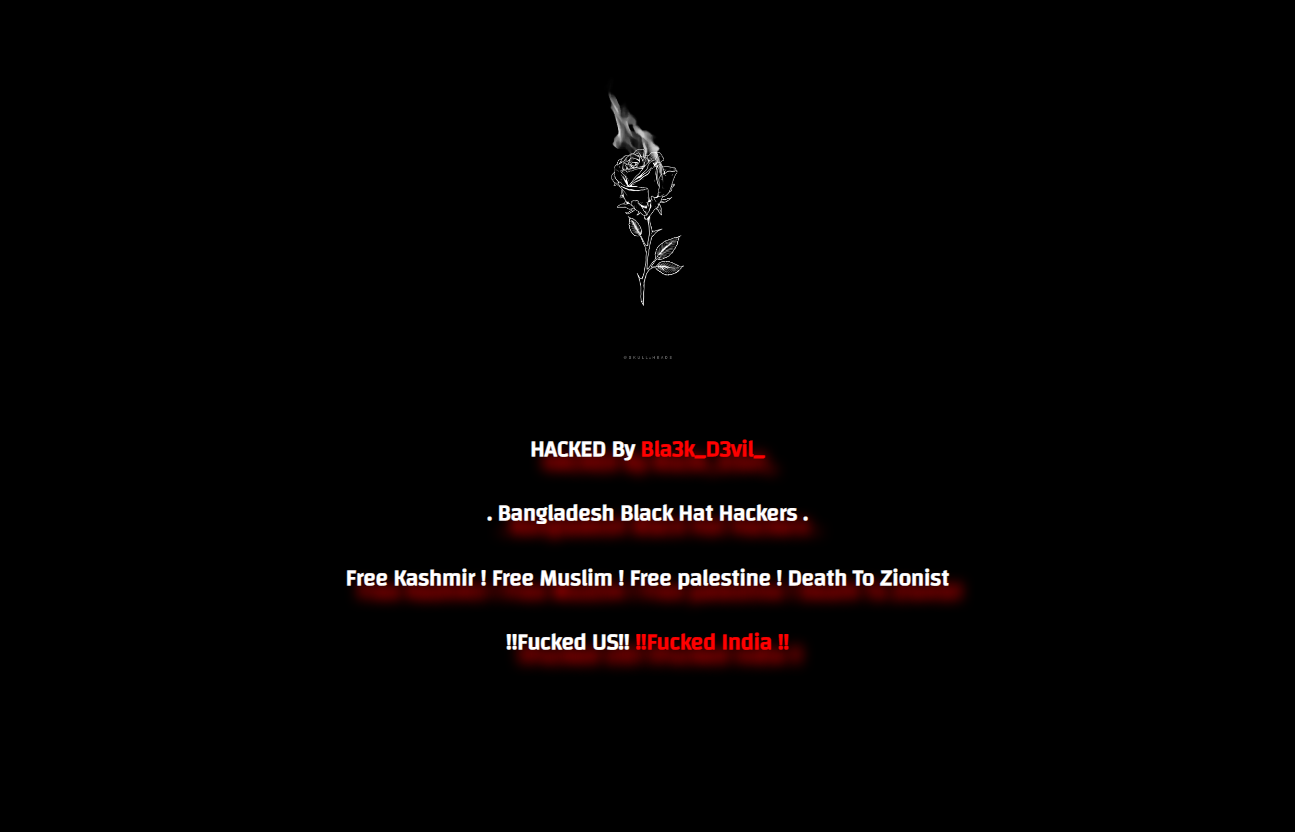 HACKED By Bla3k_D3vil_
. Bangladesh Black Hat Hackers .
Free Kashmir ! Free Muslim ! Free palestine ! Death To Zionist
!!Fucked US!! !!Fucked India !!